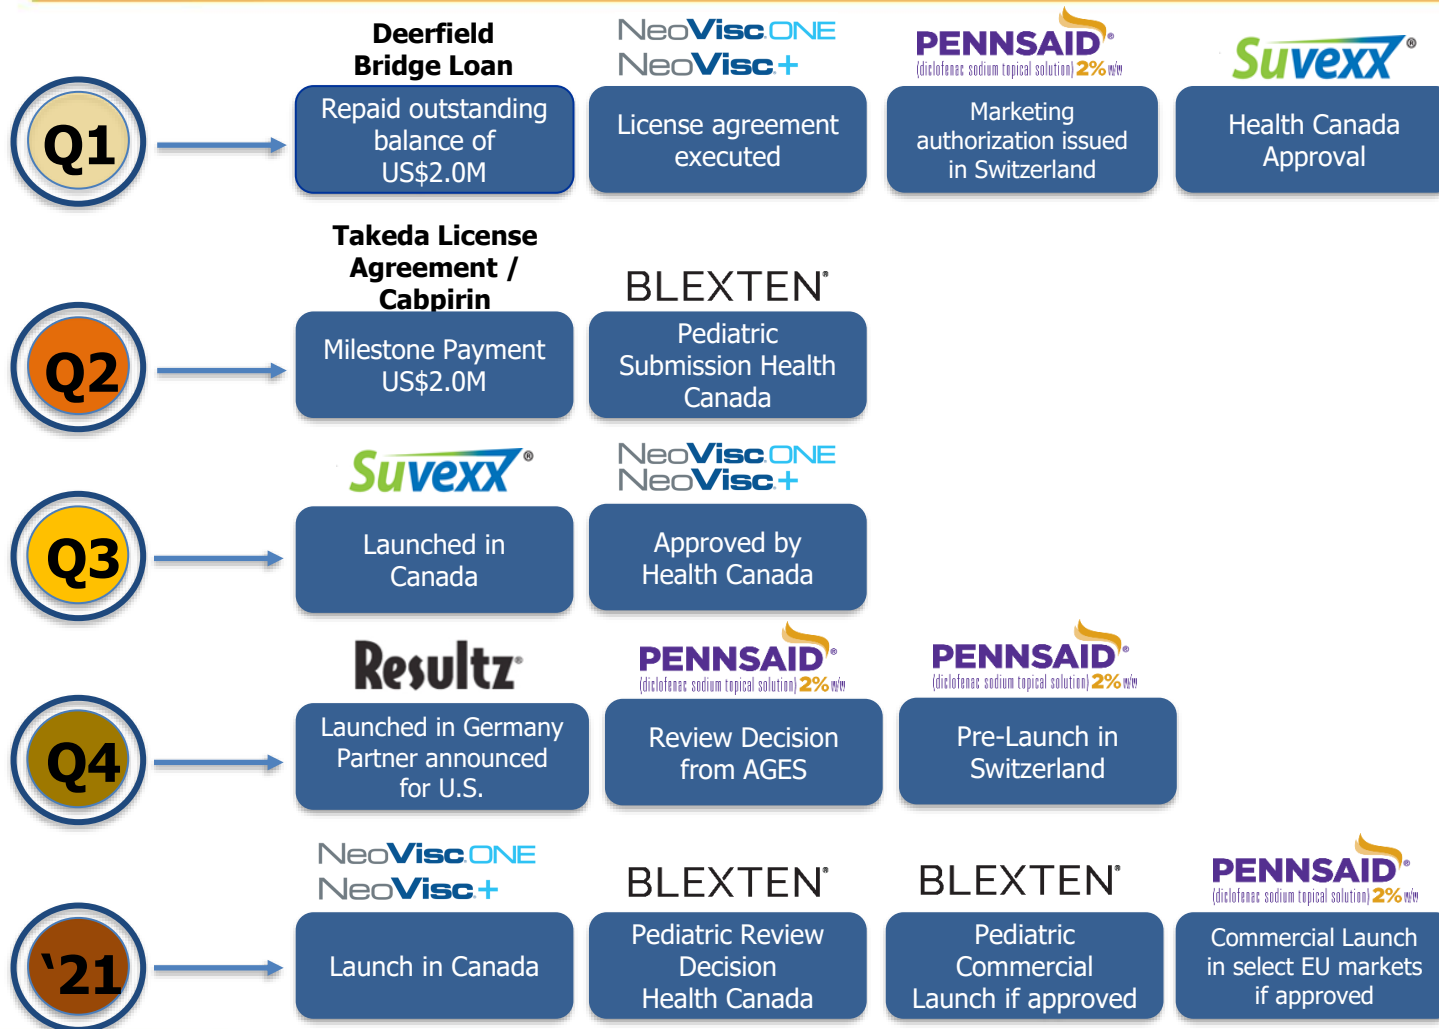 Deerfield
Bridge Loan
NeoVisc.ONE
NeoVisc.+
PENNSAID®
(diclofenac sodium topical solution) 2% w/w
Suvexx®
Q1
Repaid outstanding
balance of
US$2.0M
License agreement
executed
Marketing
authorization issued
in Switzerland
Health Canada
Approval
Takeda License
Agreement /
Cabpirin
BLEXTEN®
Q2
Milestone Payment
US$2.0M
Pediatric
Submission Health
Canada
Suvexx®
NeoVisc.ONE
NeoVisc.+
Q3
Launched in
Canada
Approved by
Health Canada
Resultz®
PENNSAID®
(diclofenac sodium topical solution) 2% w/w
PENNSAID®
(diclofenac sodium topical solution) 2% w/w
Q4
Launched in Germany
Partner announced
for U.S.
Review Decision
from AGES
Pre-Launch in
Switzerland
NeoVisc.ONE
NeoVisc.+
BLEXTEN®
BLEXTEN®
PENNSAID®
(diclofenac sodium topical solution) 2% w/w
‘21
Launch in Canada
Pediatric Review
Decision
Health Canada
Pediatric
Commercial
Launch if approved
Commercial Launch
in select EU markets
if approved